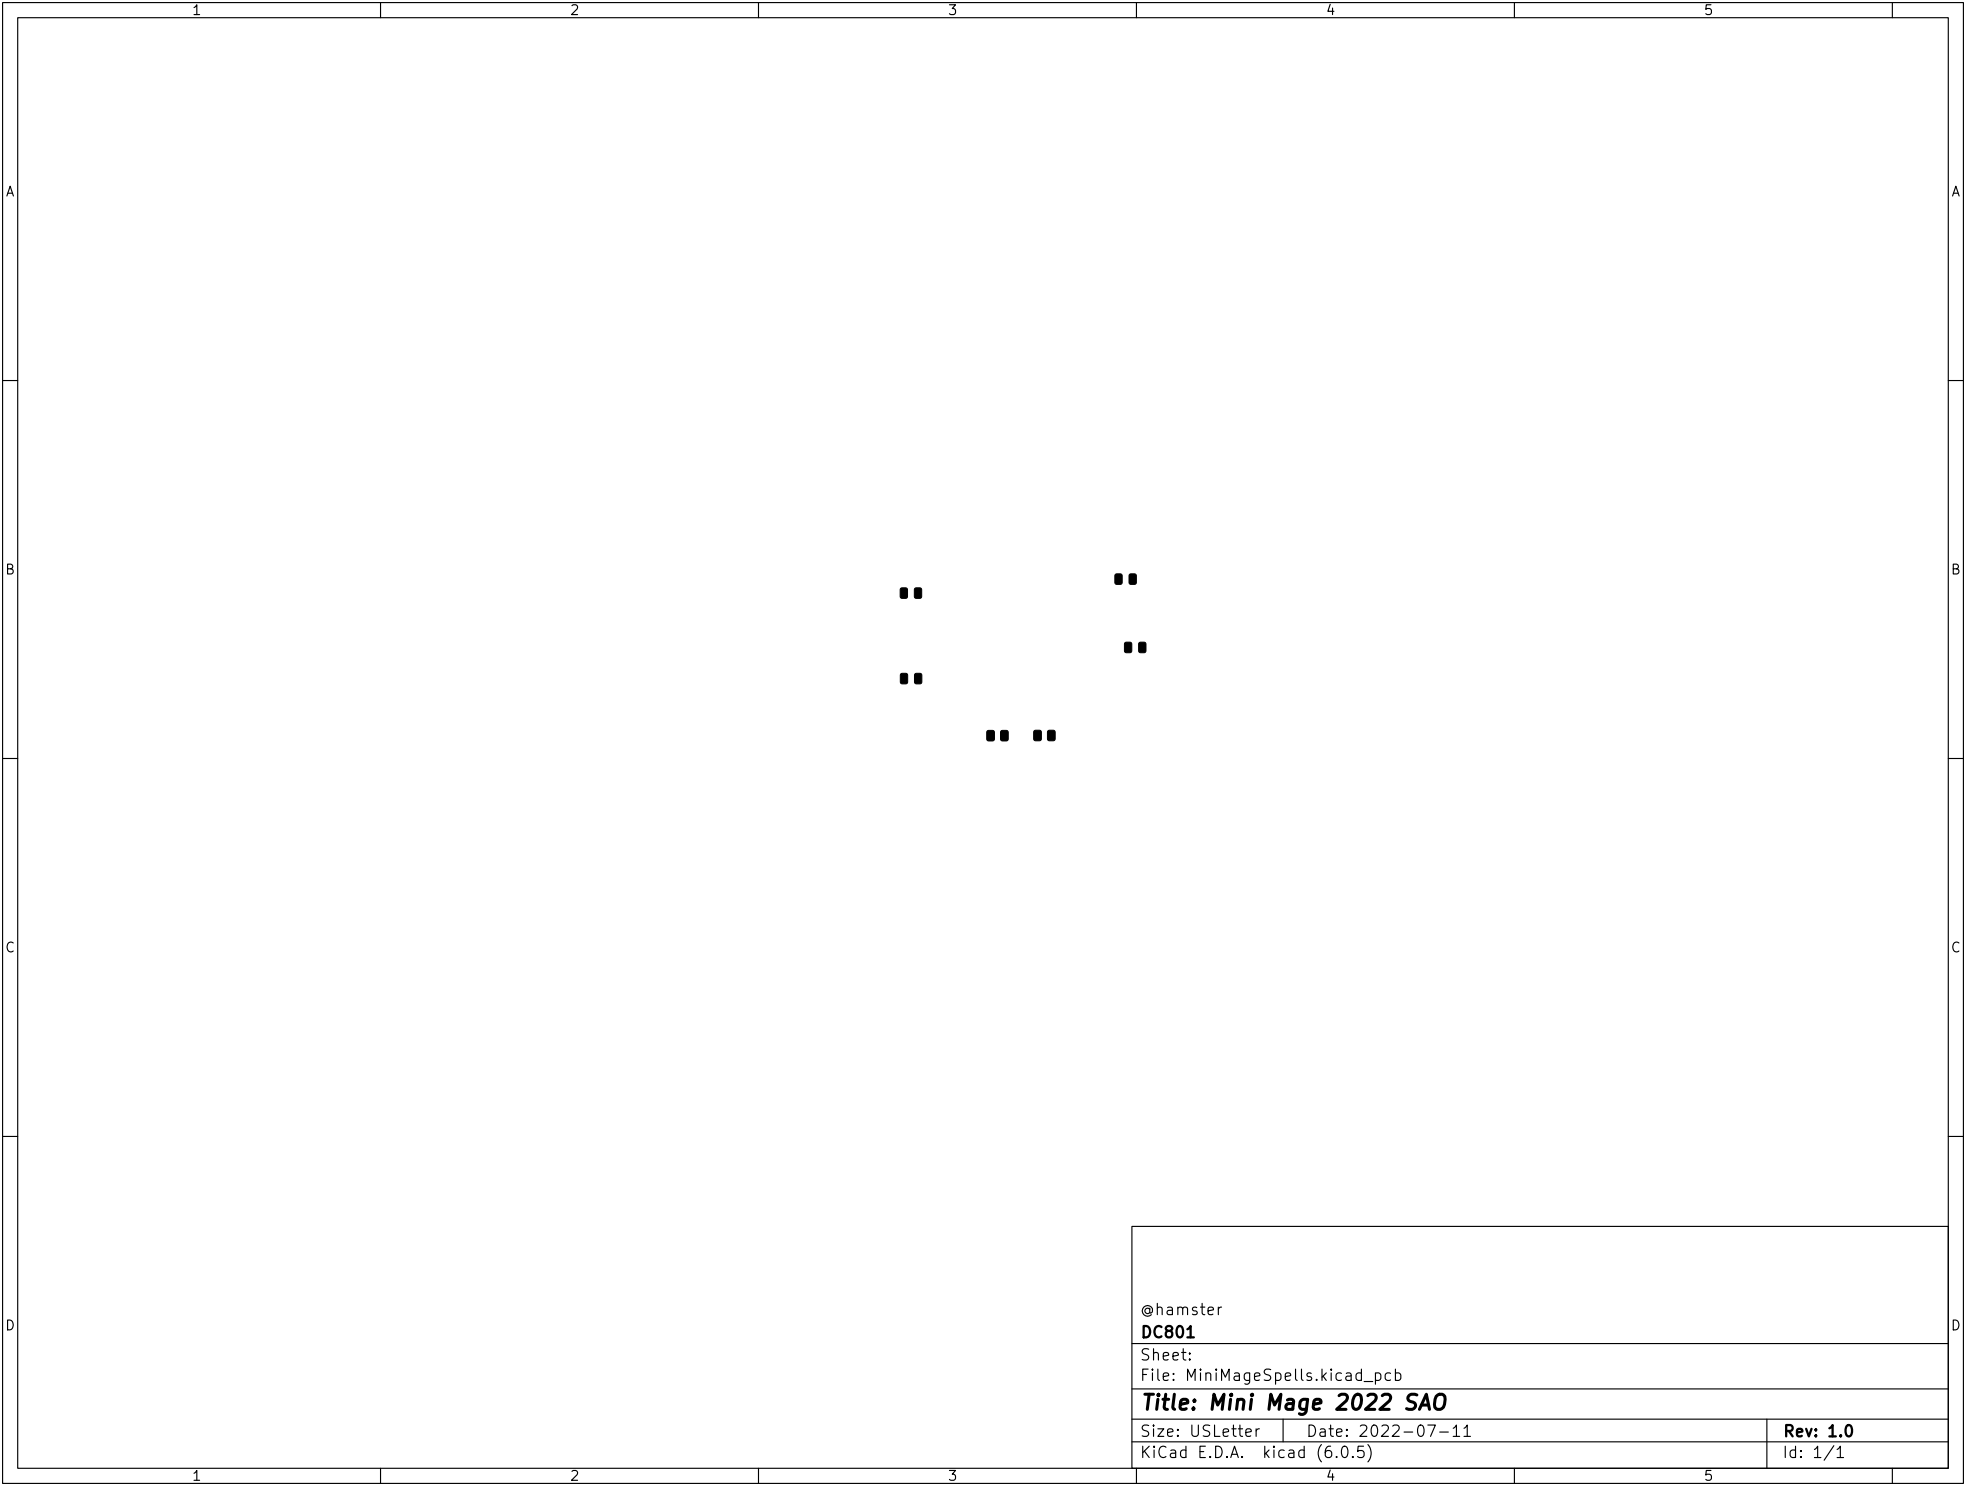 1 2 3 4 5
A A
B B
C C
@hamster
D D
DC801
Sheet:
File: MiniMageSpells.kicad_pcb
Title: Mini Mage 2022 SAO
Size: USLetter Date: 2022-07-11 Rev: 1.0
KiCad E.D.A. kicad (6.0.5) Id: 1/1
1 2 3 4 5